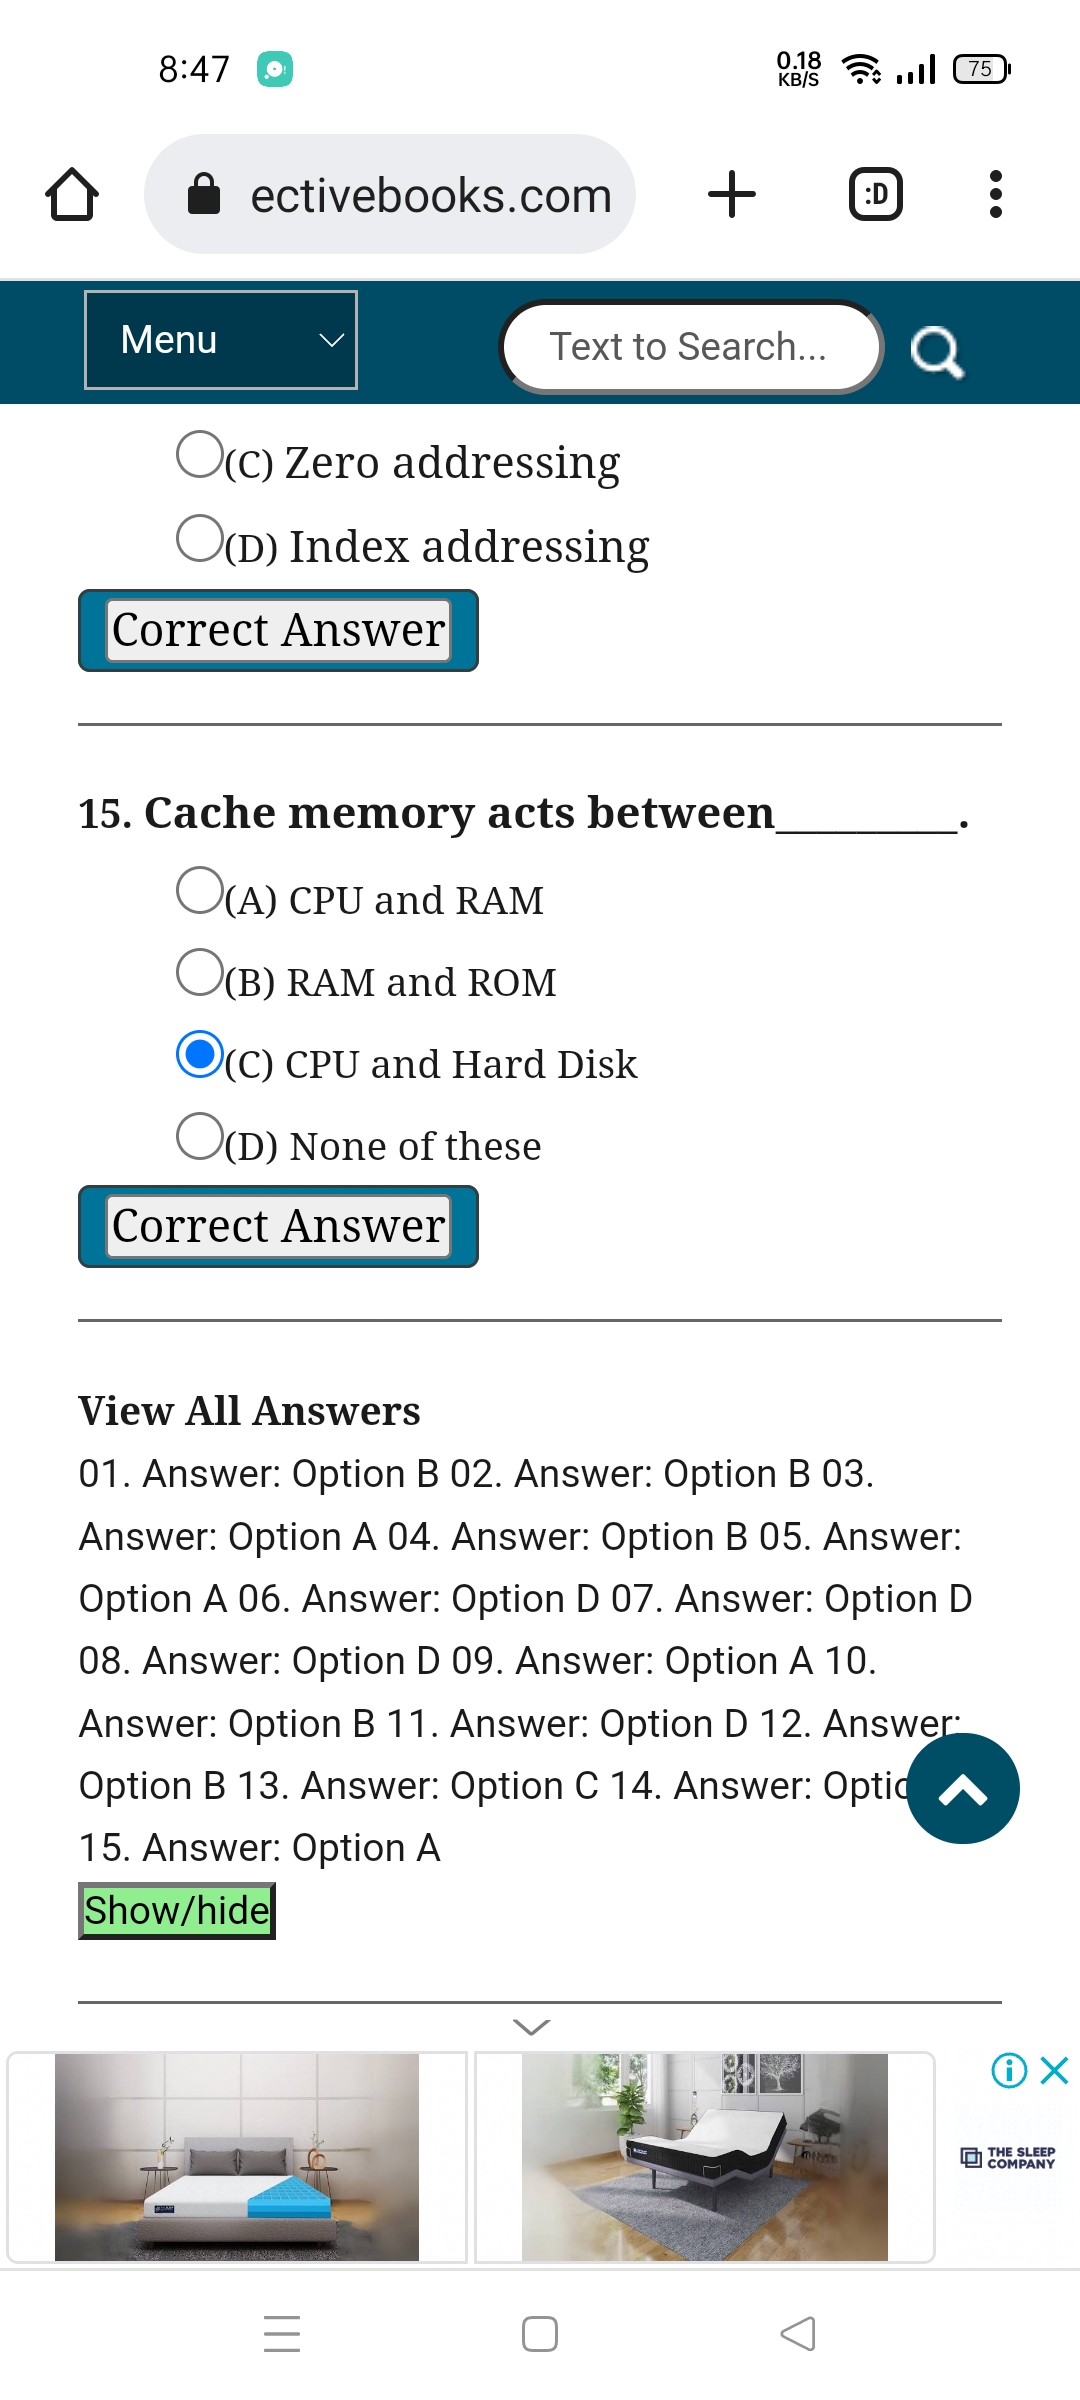 8:47
0.18
KB/S
75
ectivebooks.com
:D
Menu
Text to Search...
(C) Zero addressing
(D) Index addressing
Correct Answer
15. Cache memory acts between_________.
(A) CPU and RAM
(B) RAM and ROM
(C) CPU and Hard Disk
(D) None of these
Correct Answer
View All Answers
01. Answer: Option B 02. Answer: Option B 03.
Answer: Option A 04. Answer: Option B 05. Answer:
Option A 06. Answer: Option D 07. Answer: Option D
08. Answer: Option D 09. Answer: Option A 10.
Answer: Option B 11. Answer: Option D 12. Answer:
Option B 13. Answer: Option C 14. Answer:
15. Answer: Option A
Show/hide
THE SLEEP
COMPANY